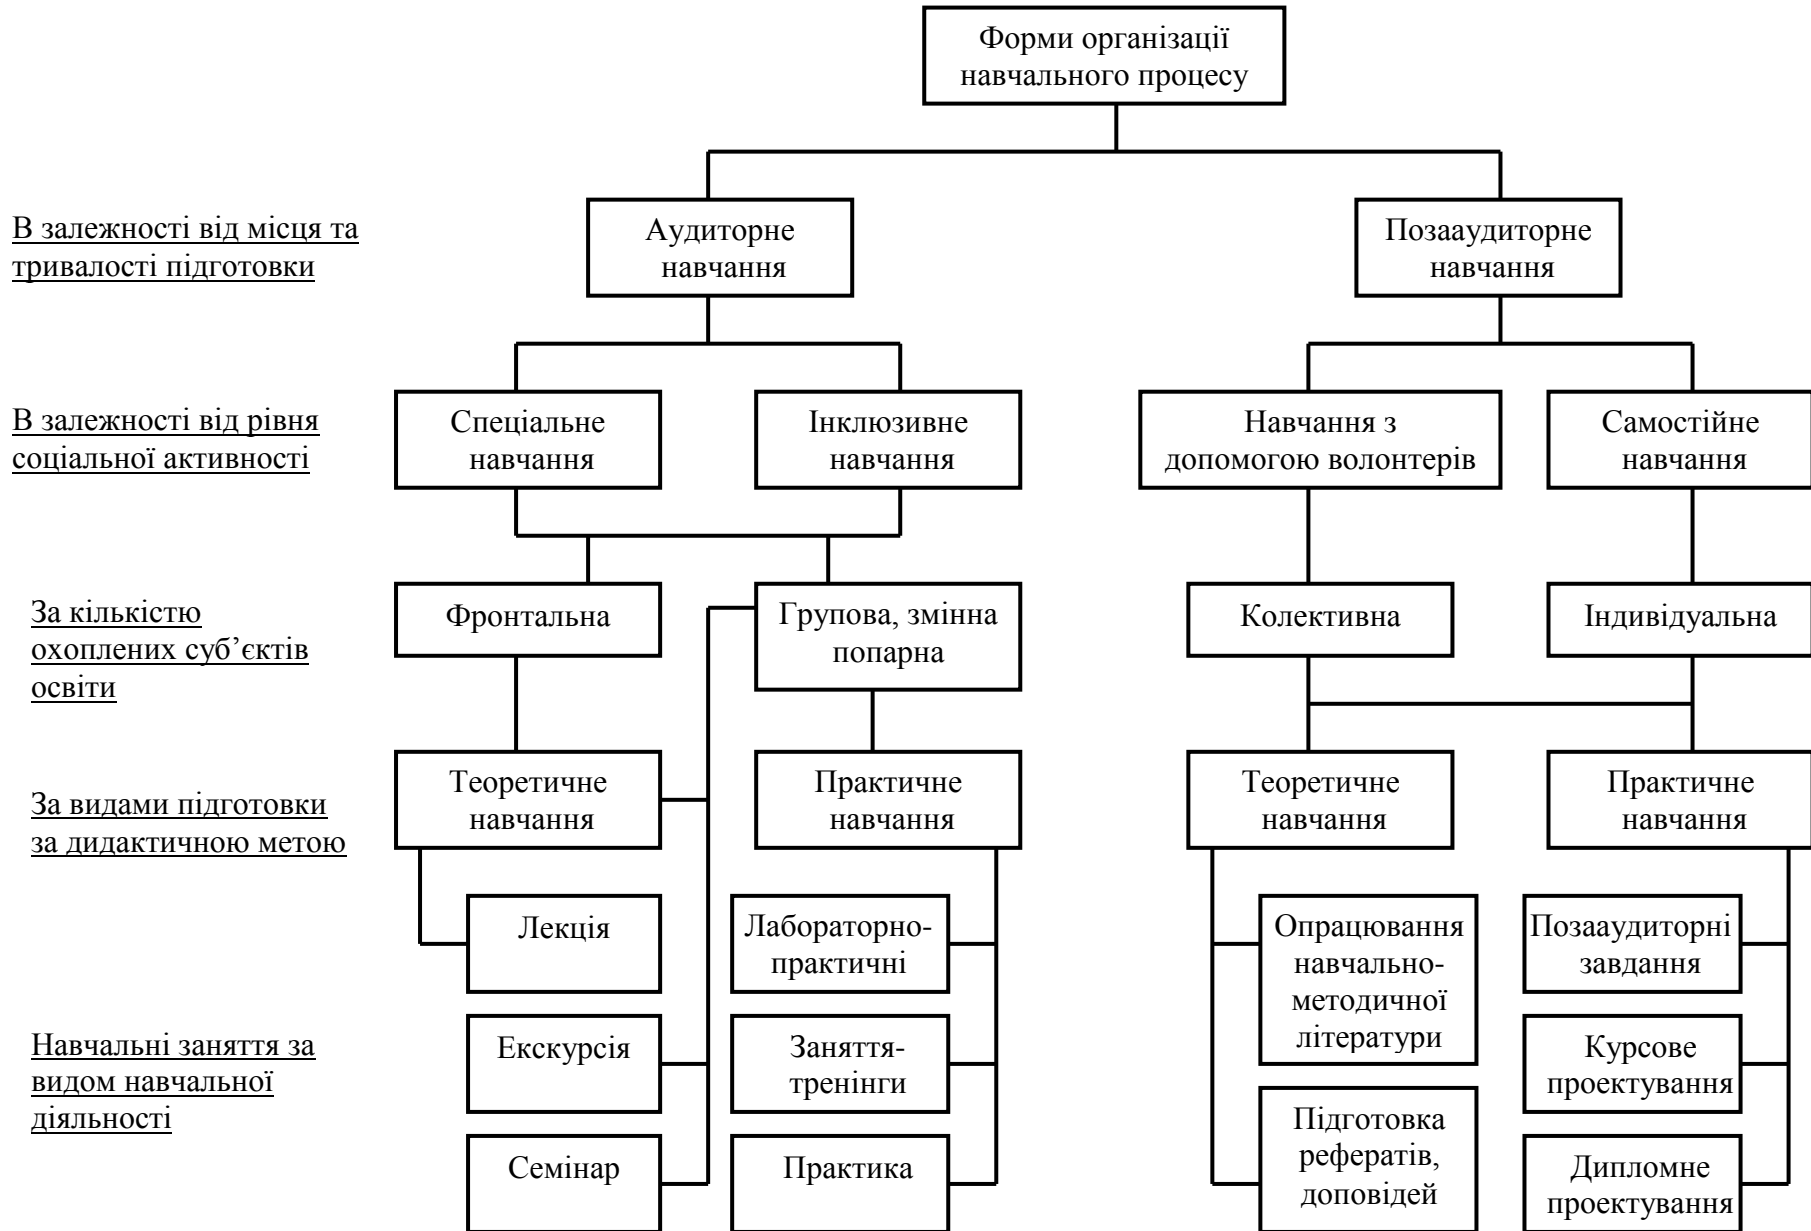 Форми організації
навчального процесу
В залежності від місця та
тривалості підготовки
Аудиторне
навчання
Позааудиторне
навчання
В залежності від рівня
соціальної активності
Спеціальне
навчання
Інклюзивне
навчання
Навчання з
допомогою волонтерів
Самостійне
навчання
За кількістю
охоплених суб’єктів
освіти
Фронтальна
Групова, змінна
попарна
Колективна
Індивідуальна
За видами підготовки
за дидактичною метою
Теоретичне
навчання
Практичне
навчання
Теоретичне
навчання
Практичне
навчання
Навчальні заняття за
видом навчальної
діяльності
Лекція
Екскурсія
Семінар
Лабораторно-
практичні
Заняття-
тренінги
Практика
Опрацювання
навчально-
методичної
літератури
Підготовка
рефератів,
доповідей
Позааудиторні
завдання
Курсове
проектування
Дипломне
проектування